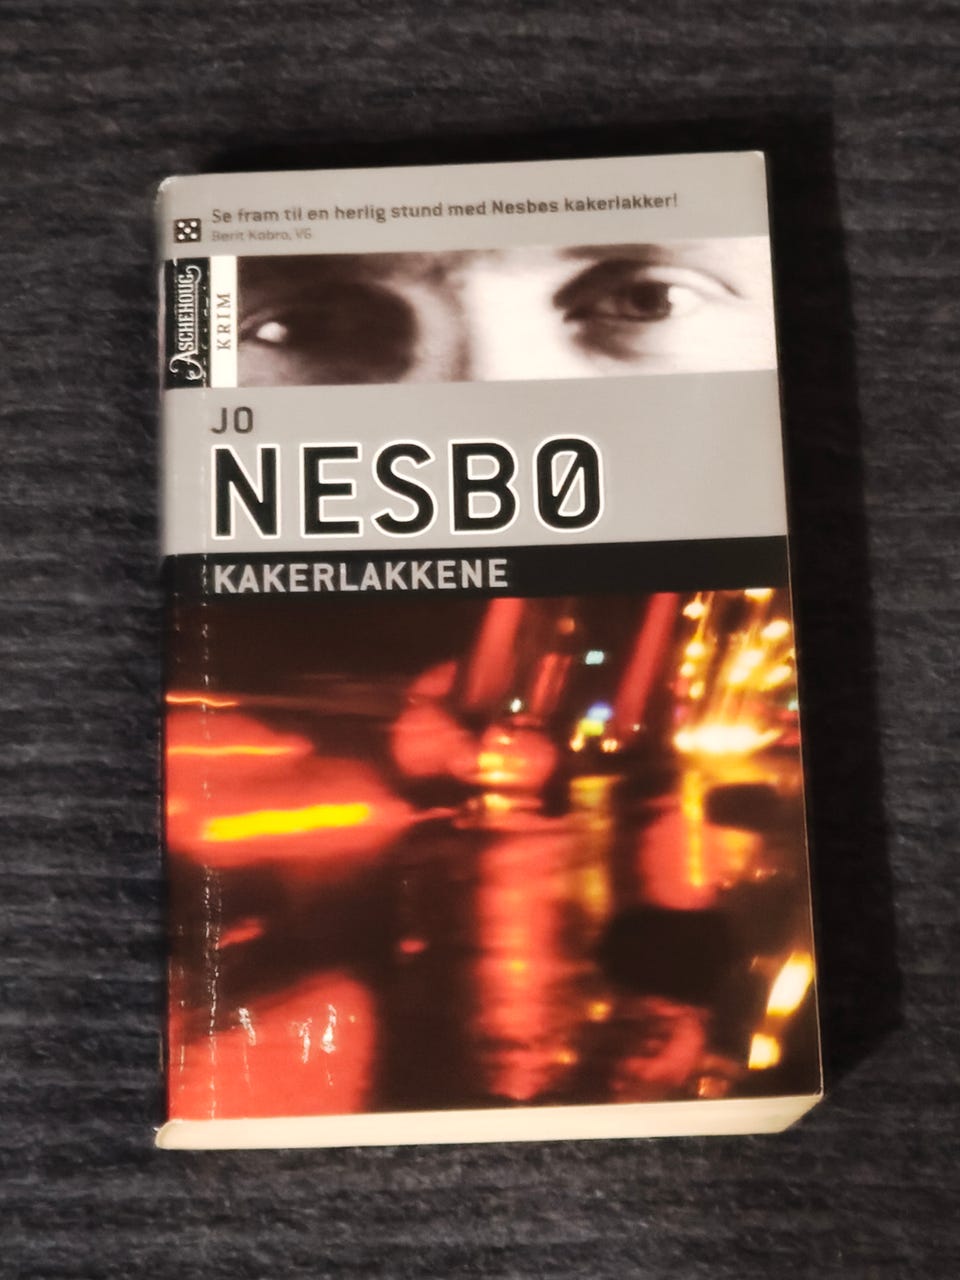 Se fram til en herlig stund med Nesbøs kakerlakker!
Berit Kobro, VG
ASCHEHOUG
KRIM
JO
NESBØ
KAKERLAKKENE